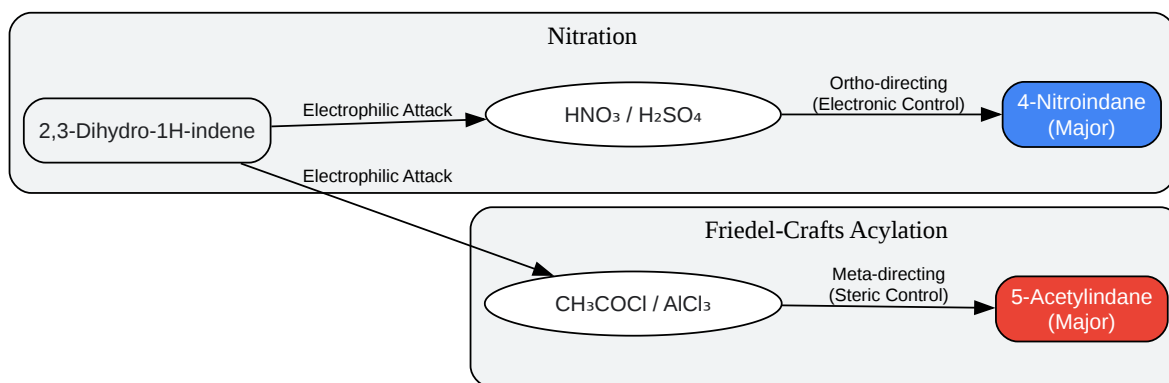 Nitration
2,3-Dihydro-1H-indene
Electrophilic Attack
HNO₃ / H₂SO₄
Ortho-directing
(Electronic Control)
4-Nitroindane
(Major)
Electrophilic Attack
Friedel-Crafts Acylation
CH₃COCl / AlCl₃
Meta-directing
(Steric Control)
5-Acetylindane
(Major)